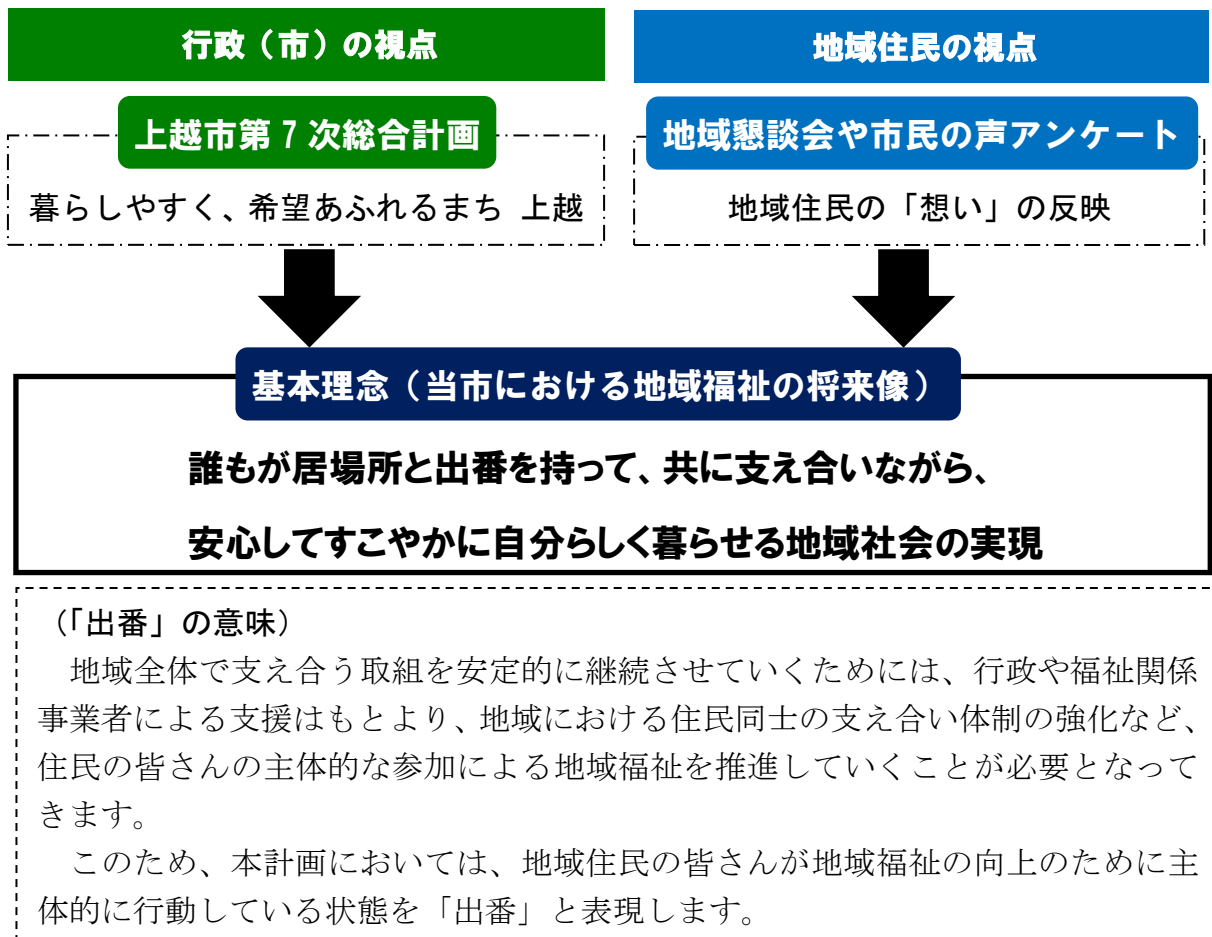 行政（市）の視点
上越市第７次総合計画
暮らしやすく、希望あふれるまち 上越
地域住民の視点
地域懇談会や市民の声アンケート
地域住民の「想い」の反映
基本理念（当市における地域福祉の将来像）
誰もが居場所と出番を持って、共に支え合いながら、
安心してすこやかに自分らしく暮らせる地域社会の実現
（「出番」の意味）
地域全体で支え合う取組を安定的に継続させていくためには、行政や福祉関係
事業者による支援はもとより、地域における住民同士の支え合い体制の強化など、
住民の皆さんの主体的な参加による地域福祉を推進していくことが必要となって
きます。
このため、本計画においては、地域住民の皆さんが地域福祉の向上のために主
体的に行動している状態を「出番」と表現します。